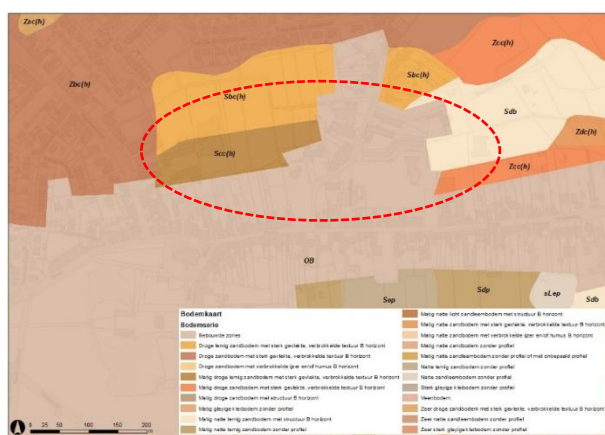 Zac(h)
Zcc(h)
Zbc(h)
Sbc(h)
Sbc(h)
Sdb
Scc(h)
Zdc(h)
Zcc(h)
OB
Sep
Sdp
sLep
Sdb
Bodemkaart
Bodemserie
Bebouwde zones
Droge lemig zandbodem met sterk gevlekte, verbrokkelde textuur B horizont
Droge zandbodem met sterk gevlekte, verbrokkelde textuur B horizont
Droge zandbodem met verbrokkelde ijzer en/of humus B horizont
Matig droge lemig zandbodem met sterk gevlekte, verbrokkelde textuur B horizont
Matig droge zandbodem met sterk gevlekte, verbrokkelde textuur B horizont
Matig droge zandbodem met structuur B horizont
Matig gleyige kleibodem zonder profiel
Matig natte lemig zandbodem met structuur B horizont
Matig natte lemig zandbodem zonder profiel
Matig natte licht zandleembodem met structuur B horizont
Matig natte zandbodem met sterk gevlekte, verbrokkelde textuur B horizont
Matig natte zandbodem met verbrokkelde ijzer en/of humus B horizont
Matig natte zandbodem zonder profiel
Matig natte zandleembodem zonder profiel of met onbepaald profiel
Natte lemig zandbodem zonder profiel
Natte zandleembodem zonder profiel
Sterk gleyige kleibodem zonder profiel
Veenbodem
Zeer droge zandbodem met sterk gevlekte, verbrokkelde textuur B horizont
Zeer natte zandleembodem zonder profiel
Zeer sterk gleyige kleibodem zonder profiel
0 25 50 100 150 200